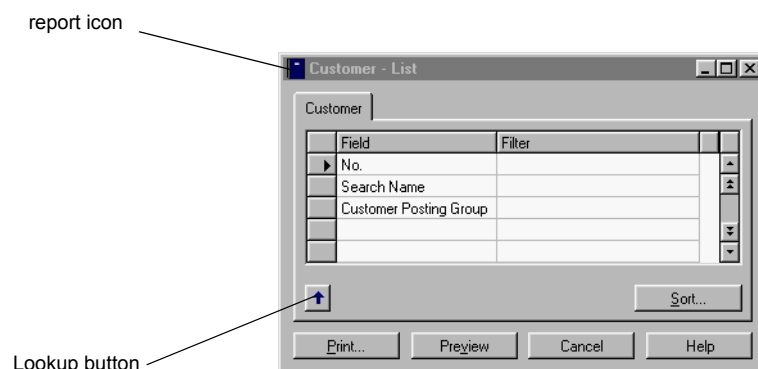 report icon
Customer - List
Customer
Field Filter
No.
Search Name
Customer Posting Group
Sort...
Print... Preview Cancel Help
Lookup button